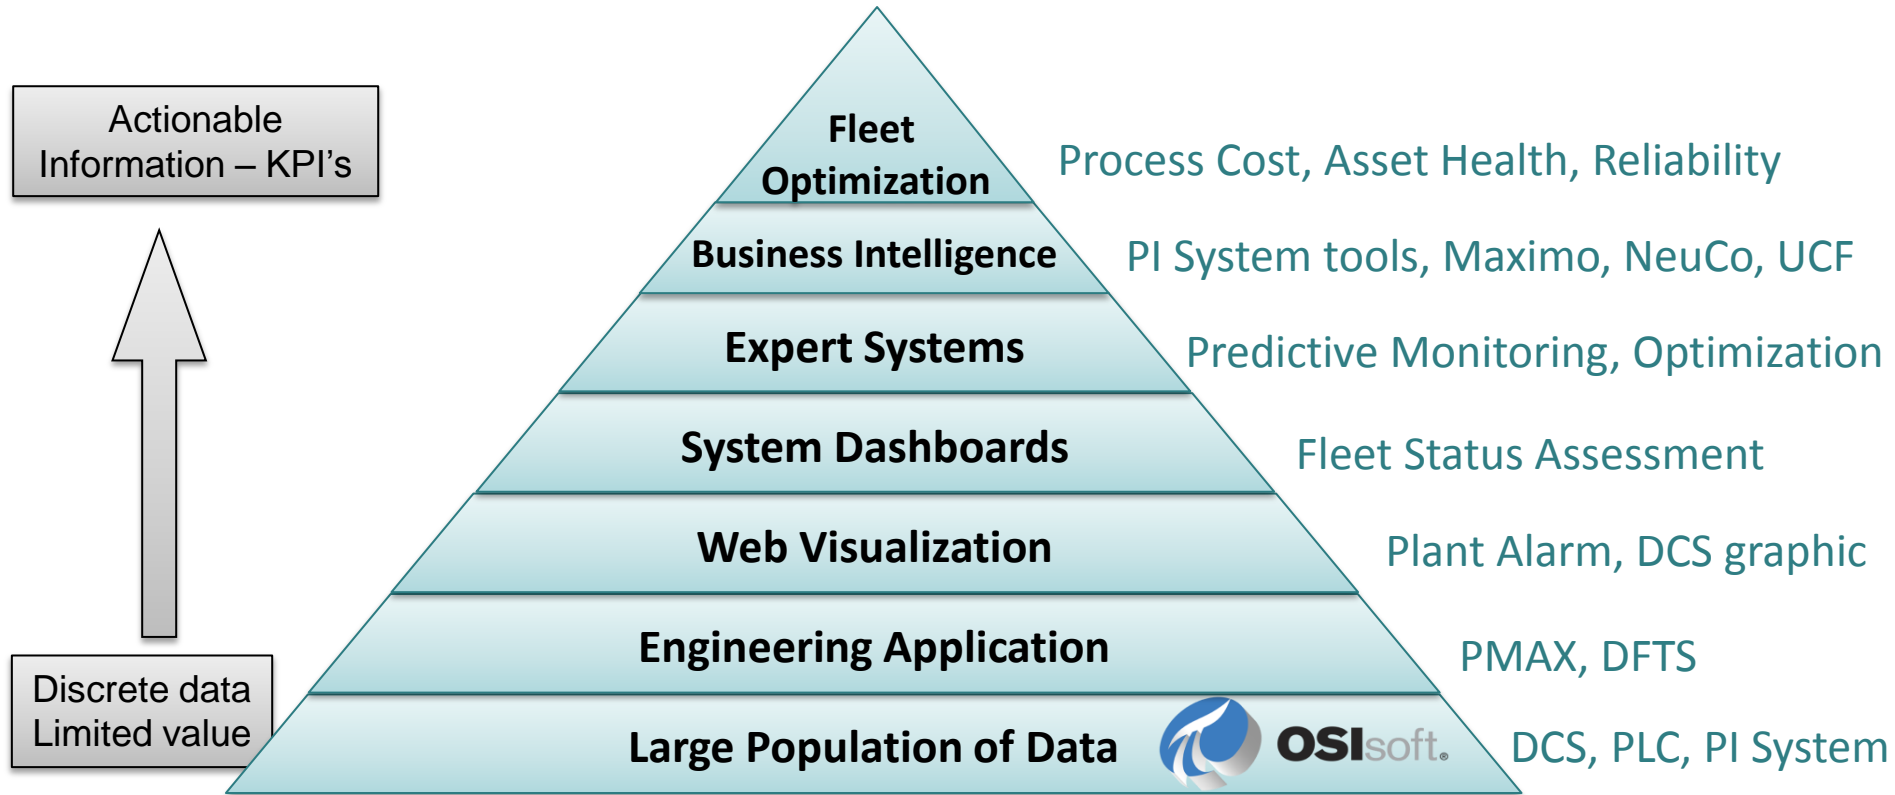 Actionable
Information – KPI's
Discrete data
Limited value
Fleet
Optimization
Process Cost, Asset Health, Reliability
Business Intelligence
PI System tools, Maximo, NeuCo, UCF
Expert Systems
Predictive Monitoring, Optimization
System Dashboards
Fleet Status Assessment
Web Visualization
Plant Alarm, DCS graphic
Engineering Application
PMAX, DFTS
Large Population of Data
OSIsoft®
DCS, PLC, PI System